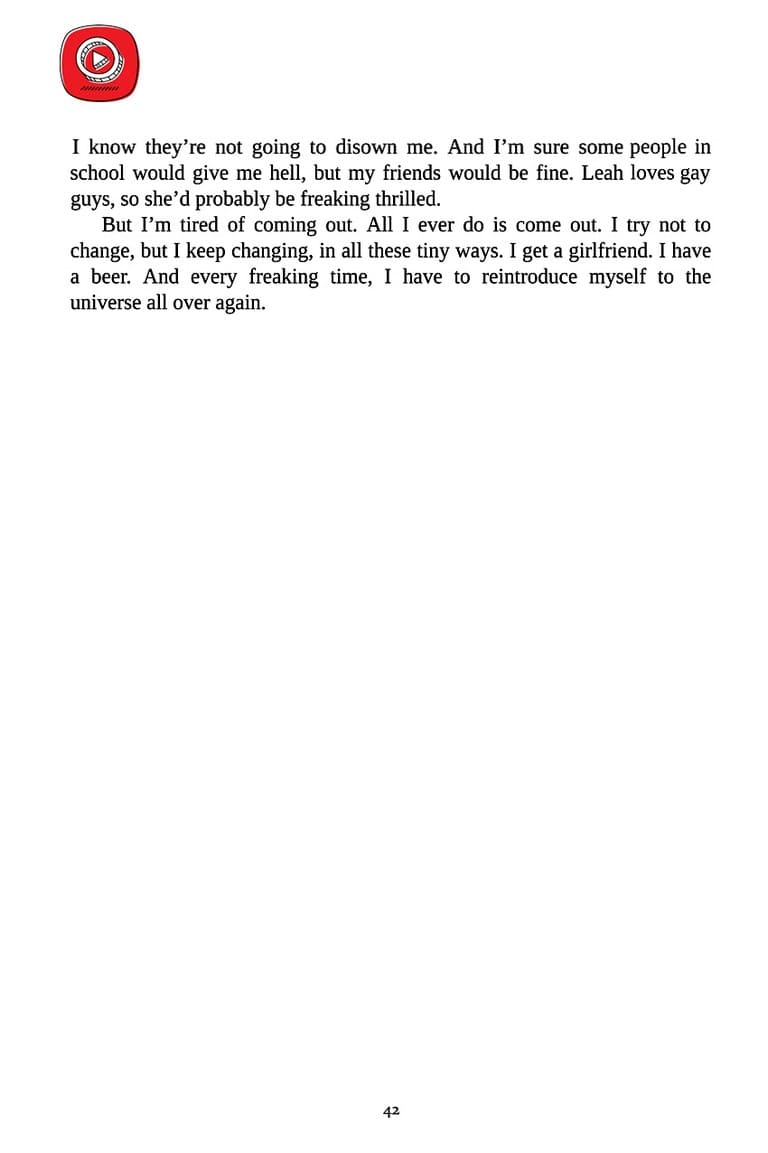 I know they’re not going to disown me. And I’m sure some people in
school would give me hell, but my friends would be fine. Leah loves gay
guys, so she’d probably be freaking thrilled.
But I’m tired of coming out. All I ever do is come out. I try not to
change, but I keep changing, in all these tiny ways. I get a girlfriend. I have
a beer. And every freaking time, I have to reintroduce myself to the
universe all over again.
42